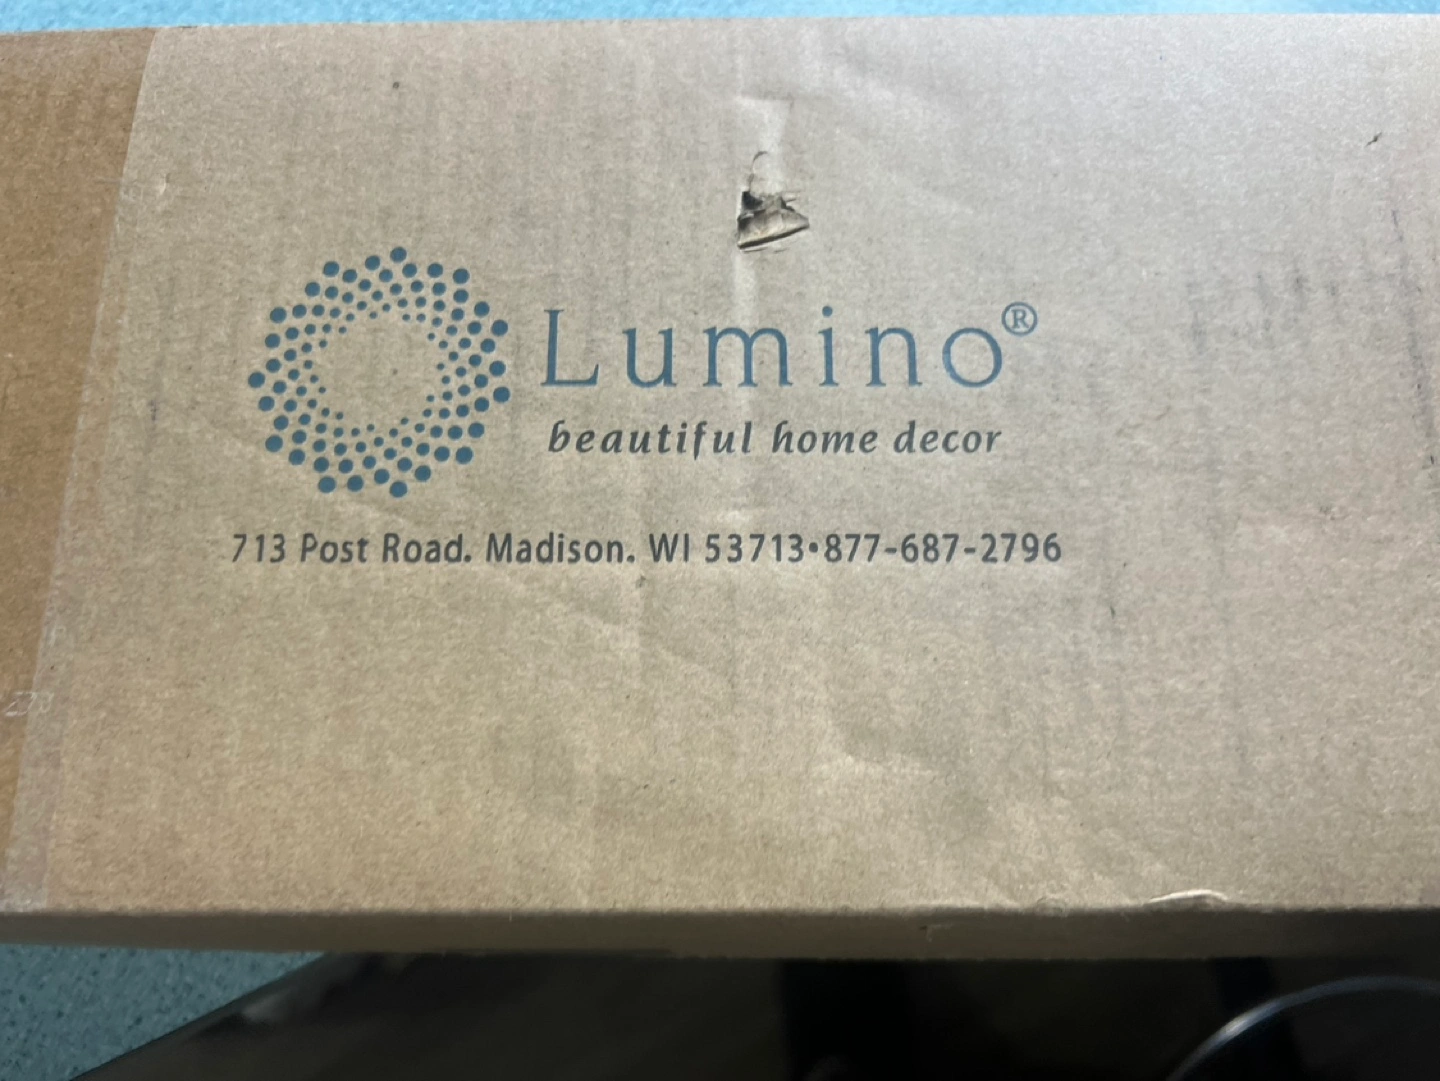 Lumino®
beautiful home decor
713 Post Road. Madison. WI 53713•877-687-2796